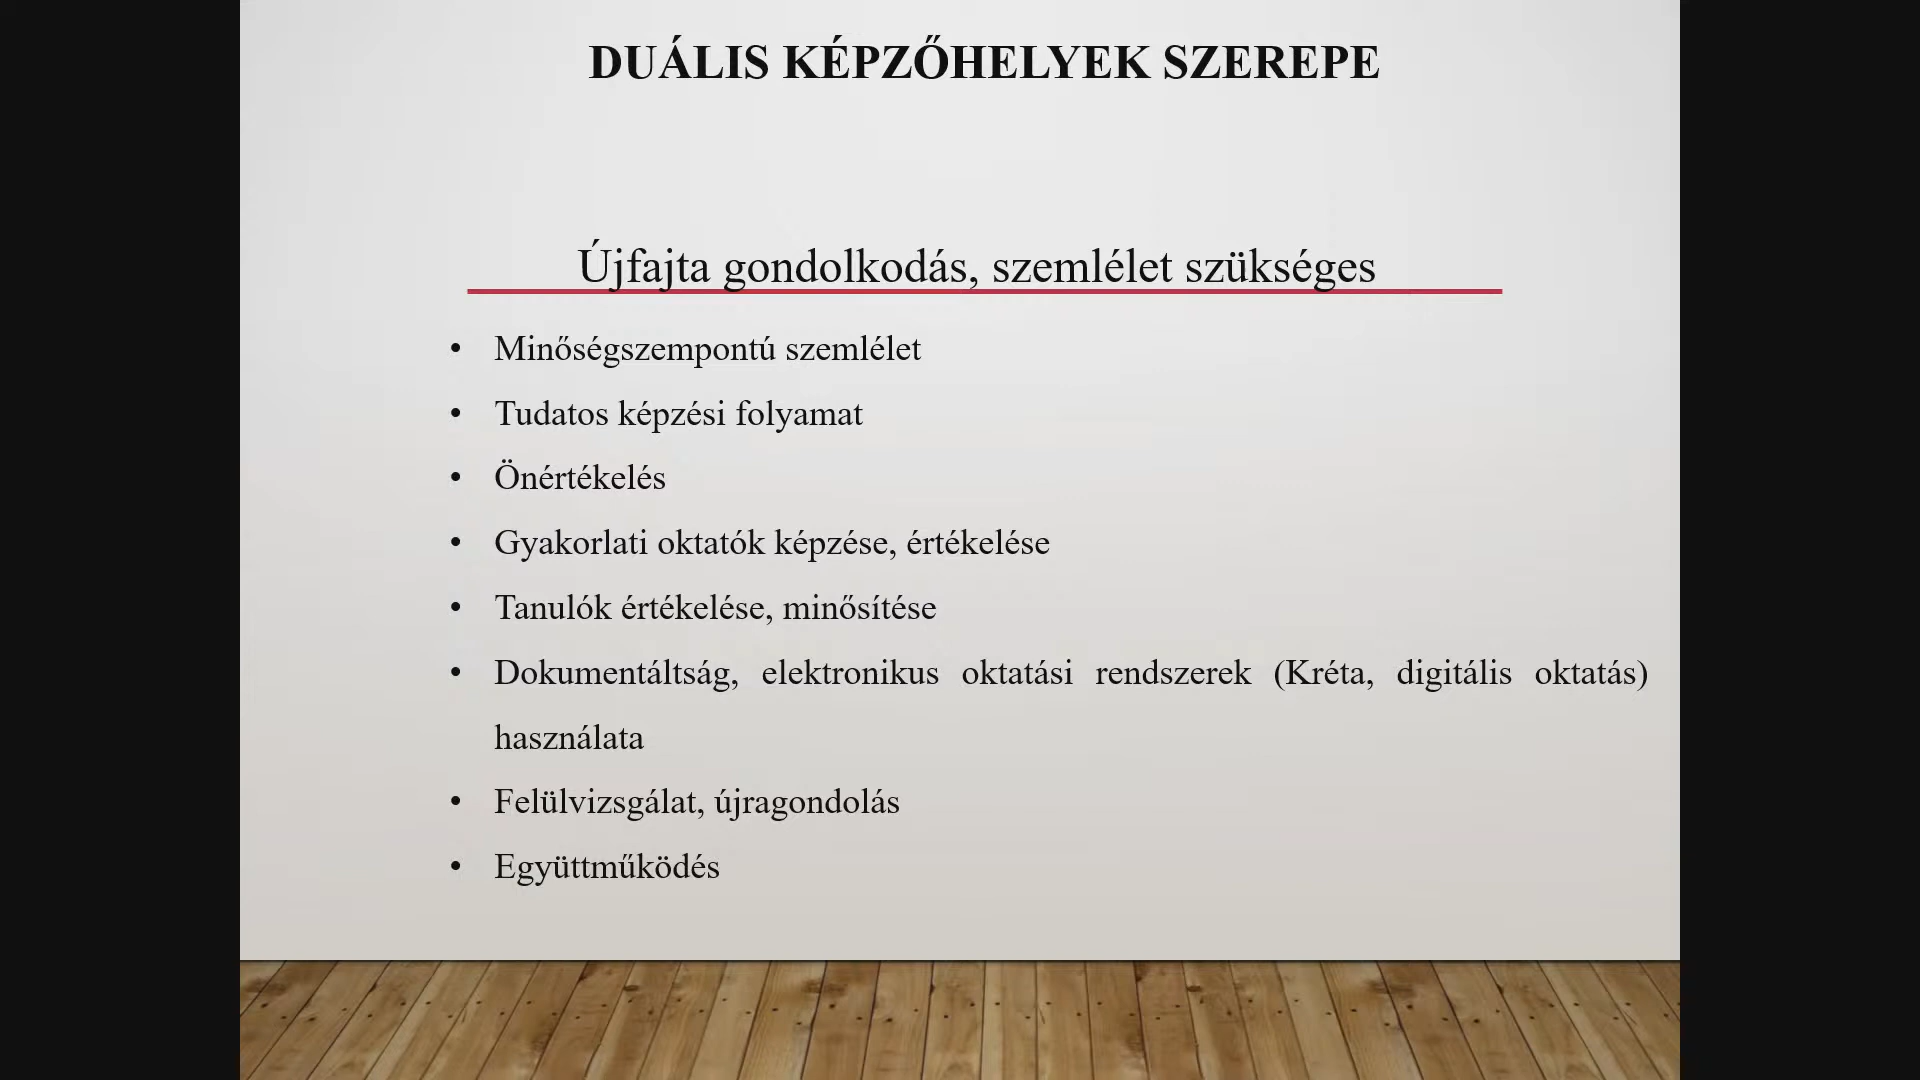 DUÁLIS KÉPZŐHELYEK SZEREPE
Újfajta gondolkodás, szemlélet szükséges
• Minőségszempontú szemlélet
• Tudatos képzési folyamat
• Önértékelés
• Gyakorlati oktatók képzése, értékelése
• Tanulók értékelése, minősítése
• Dokumentáltság, elektronikus oktatási rendszerek (Kréta, digitális oktatás)
használata
• Felülvizsgálat, újragondolás
• Együttműködés